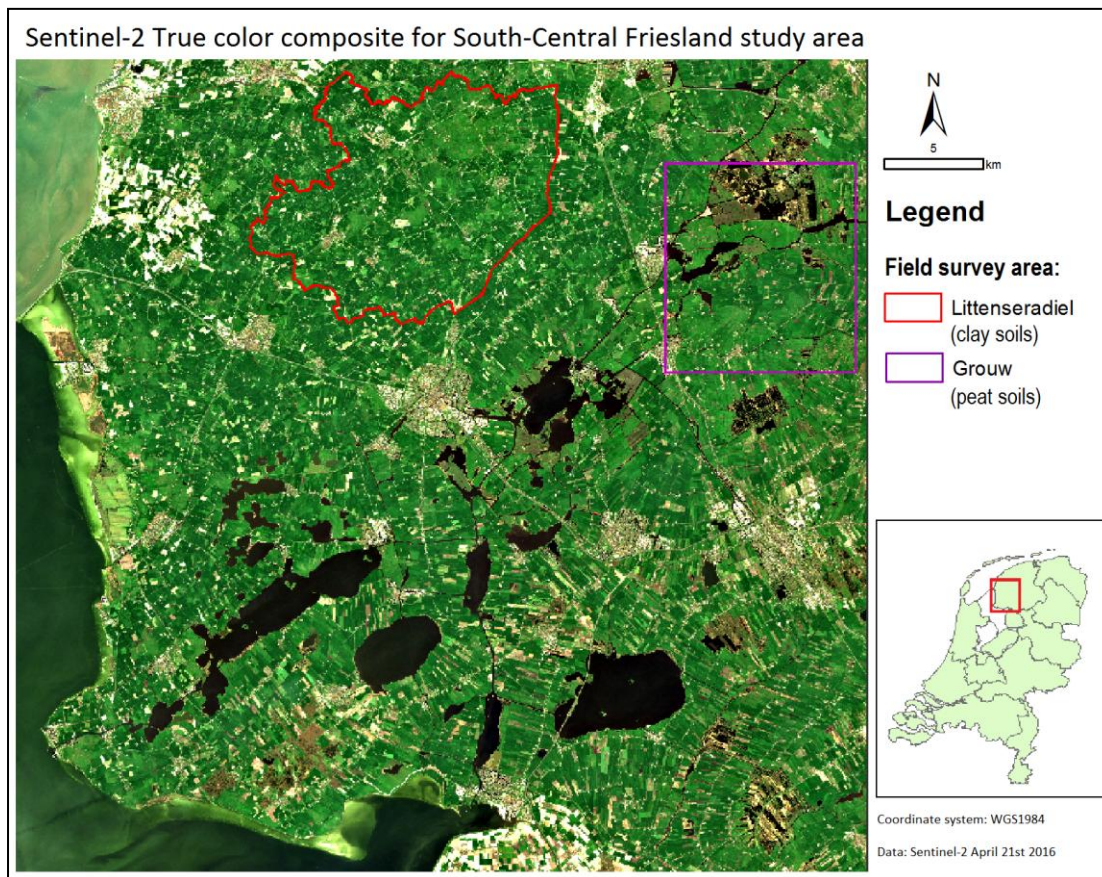 Sentinel-2 True color composite for South-Central Friesland study area
N
5
km
Legend
Field survey area:
Littenseradiel
(clay soils)
Grouw
(peat soils)
Coordinate system: WGS1984
Data: Sentinel-2 April 21st 2016